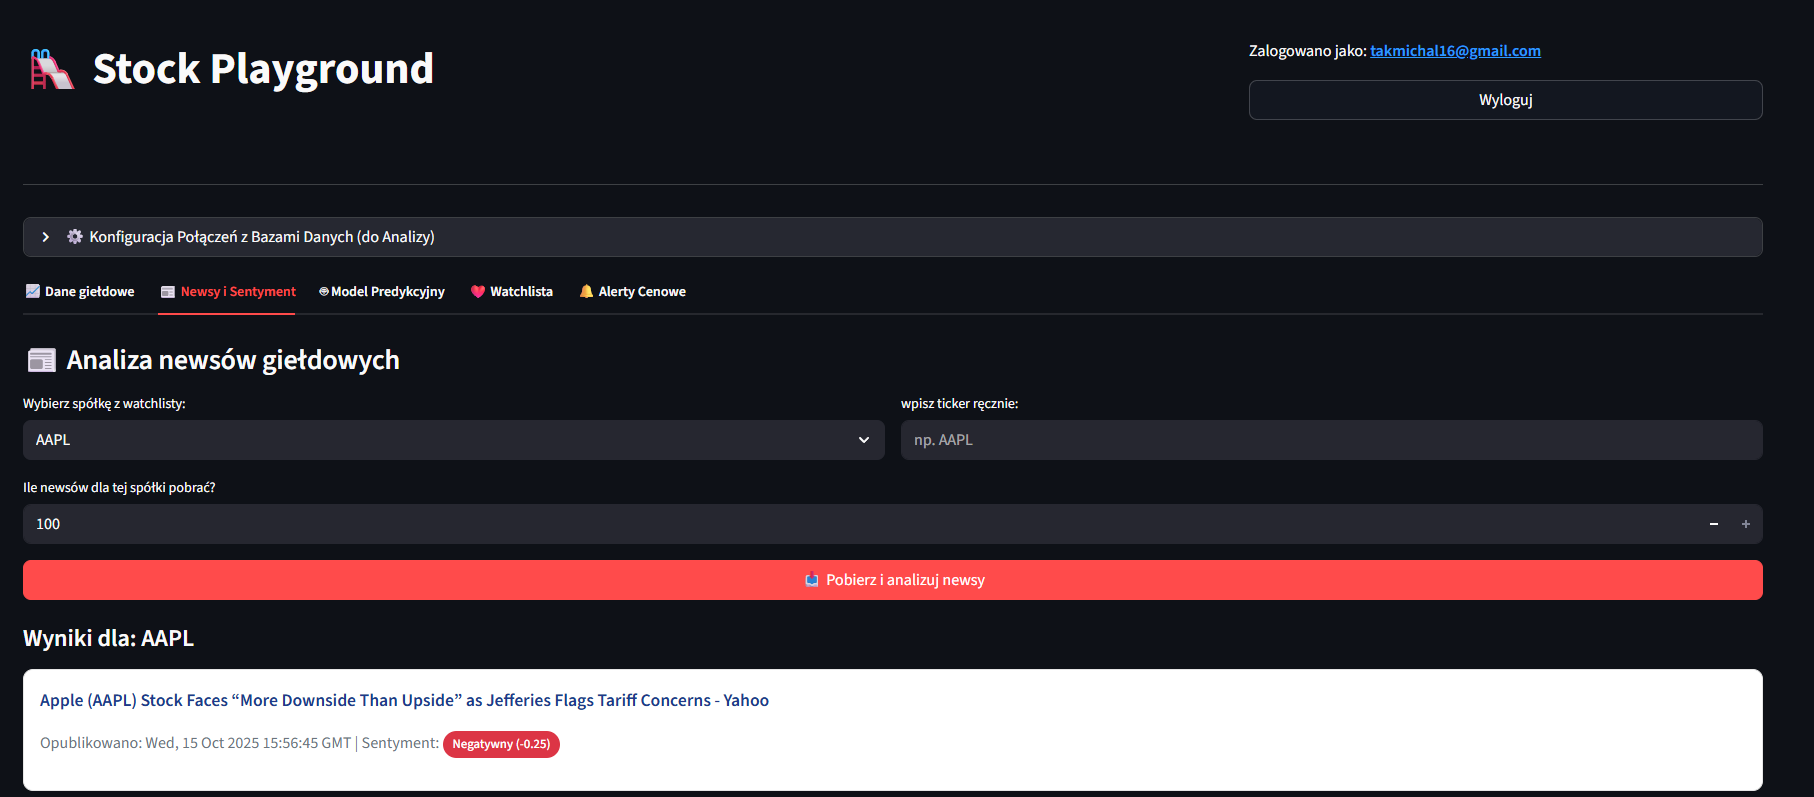 Stock Playground
Zalogowano jako: takmichal16@gmail.com
Wyloguj
Konfiguracja Połączeń z Bazami Danych (do Analizy)
Dane giełdowe
Newsy i Sentyment
Model Predykcyjny
Watchlista
Alerty Cenowe
Analiza newsów giełdowych
Wybierz spółkę z watchlisty:
wpisz ticker ręcznie:
AAPL
np. AAPL
Ile newsów dla tej spółki pobrać?
100
Pobierz i analizuj newsy
Wyniki dla: AAPL
Apple (AAPL) Stock Faces “More Downside Than Upside” as Jefferies Flags Tariff Concerns - Yahoo
Opublikowano: Wed, 15 Oct 2025 15:56:45 GMT | Sentyment: Negatywny (-0.25)